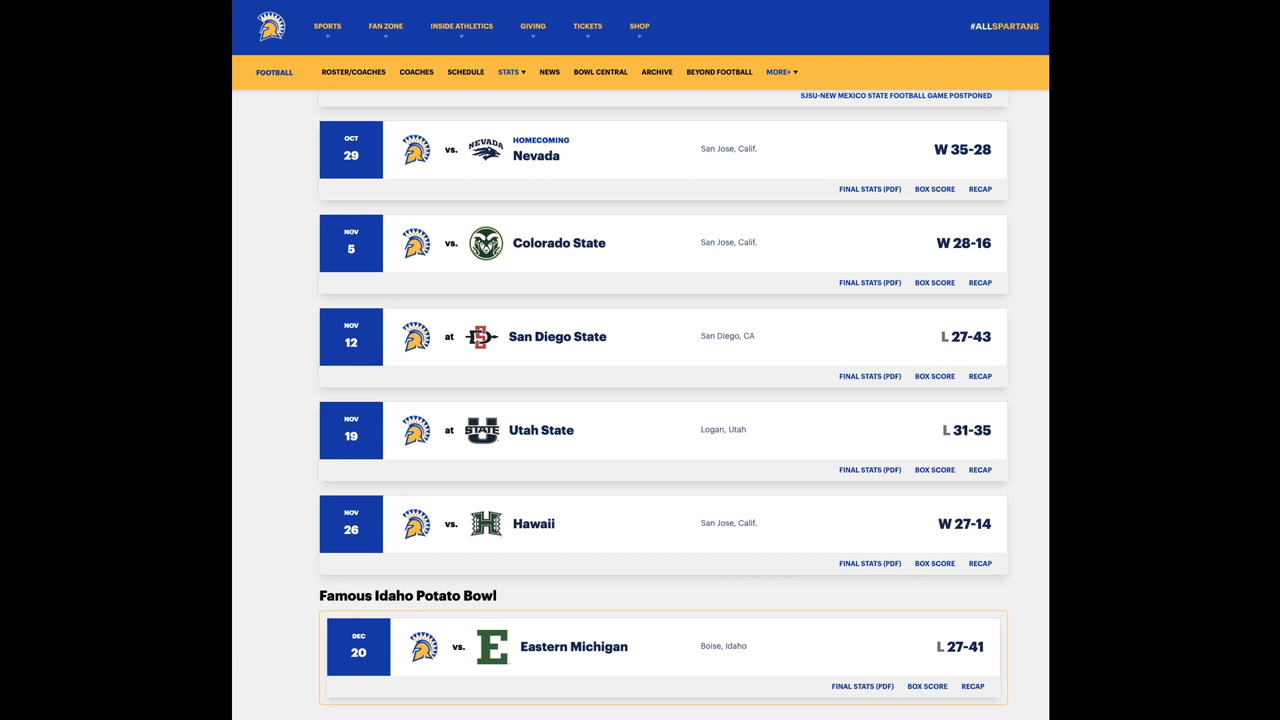 SPORTS FAN ZONE INSIDE ATHLETICS GIVING TICKETS SHOP #ALLSPARTANS
FOOTBALL ROSTER/COACHES COACHES SCHEDULE STATS NEWS BOWL CENTRAL ARCHIVE BEYOND FOOTBALL MORE+
SJSU-NEW MEXICO STATE FOOTBALL GAME POSTPONED
OCT
29
vs.
NEVADA
HOMECOMING
Nevada
San Jose, Calif.
W 35-28
FINAL STATS (PDF) BOX SCORE RECAP
NOV
5
vs.
Colorado State
San Jose, Calif.
W 28-16
FINAL STATS (PDF) BOX SCORE RECAP
NOV
12
at
SD
San Diego State
San Diego, CA
L 27-43
FINAL STATS (PDF) BOX SCORE RECAP
NOV
19
at
U STATE
Utah State
Logan, Utah
L 31-35
FINAL STATS (PDF) BOX SCORE RECAP
NOV
26
vs.
H
Hawaii
San Jose, Calif.
W 27-14
FINAL STATS (PDF) BOX SCORE RECAP
Famous Idaho Potato Bowl
DEC
20
vs.
E
Eastern Michigan
Boise, Idaho
L 27-41
FINAL STATS (PDF) BOX SCORE RECAP